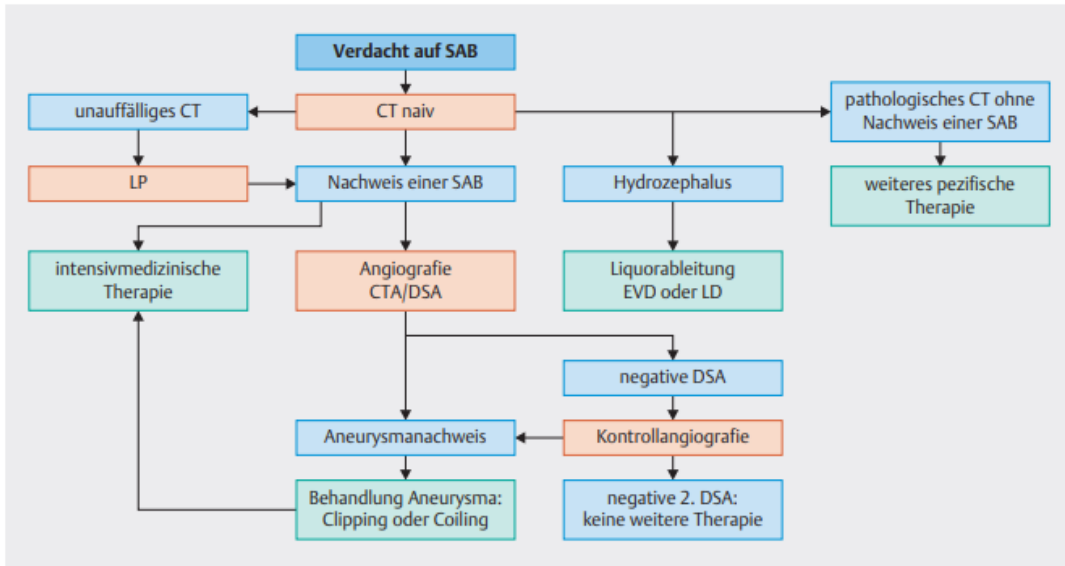 Verdacht auf SAB
unauffälliges CT
CT naiv
pathologisches CT ohne
Nachweis einer SAB
LP
Nachweis einer SAB
Hydrozephalus
weiteres pezifische
Therapie
intensivmedizinische
Therapie
Angiografie
CTA/DSA
Liquorableitung
EVD oder LD
negative DSA
Aneurysmanachweis
Kontrollangiografie
Behandlung Aneurysma:
Clipping oder Coiling
negative 2. DSA:
keine weitere Therapie